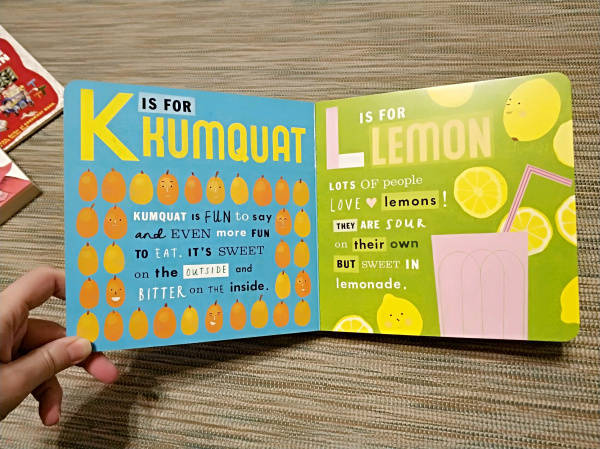 K IS FOR
KUMQUAT
KUMQUAT IS FUN to say
and EVEN more FUN
TO EAT. IT'S SWEET
on the OUTSIDE and
BITTER on THE inside.
L IS FOR
LEMON
LOTS OF people
LOVE ♥ lemons!
THEY ARE SOUR
on their own
BUT SWEET IN
lemonade.